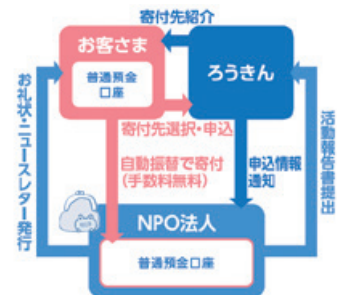 寄付先紹介
お客さま
普通預金
口座
ろうきん
寄付先選択・申込
自動振替で寄付
(手数料無料)
申込情報
通知
お礼状・ニュースレター発行
活動報告書提出
NPO法人
普通預金口座